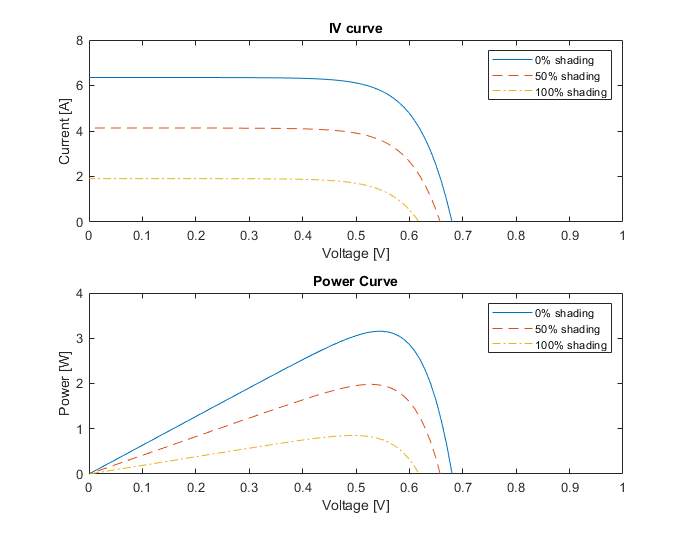 IV curve
8
6
4
2
0
Current [A]
0% shading
50% shading
100% shading
0 0.1 0.2 0.3 0.4 0.5 0.6 0.7 0.8 0.9 1
Voltage [V]
Power Curve
4
3
2
1
0
Power [W]
0% shading
50% shading
100% shading
0 0.1 0.2 0.3 0.4 0.5 0.6 0.7 0.8 0.9 1
Voltage [V]